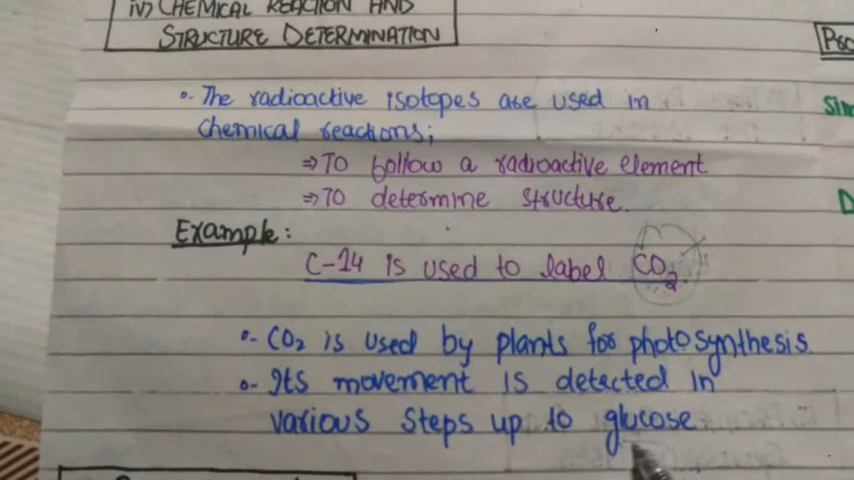 iv) CHEMICAL REACTION AND
STRUCTURE DETERMINATION
•- The radioactive isotopes are used in
chemical reactions;
⇒ TO follow a radioactive element
⇒ TO determine structure.
Example:
C-14 is used to label CO₂
•- CO₂ is used by plants for photosynthesis.
•- Its movement is detected in
various steps up to glucose